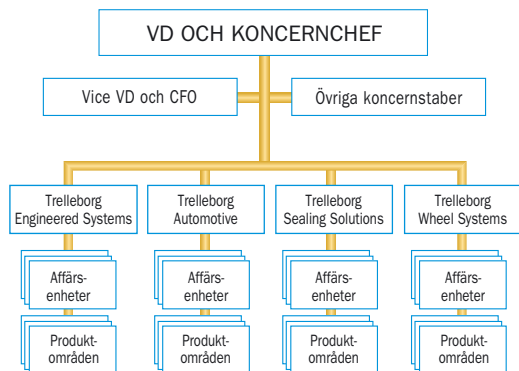 VD OCH KONCERNCHEF
Vice VD och CFO
Övriga koncernstaber
Trelleborg
Engineered Systems
Trelleborg
Automotive
Trelleborg
Sealing Solutions
Trelleborg
Wheel Systems
Affärs-
enheter
Affärs-
enheter
Affärs-
enheter
Affärs-
enheter
Produkt-
områden
Produkt-
områden
Produkt-
områden
Produkt-
områden